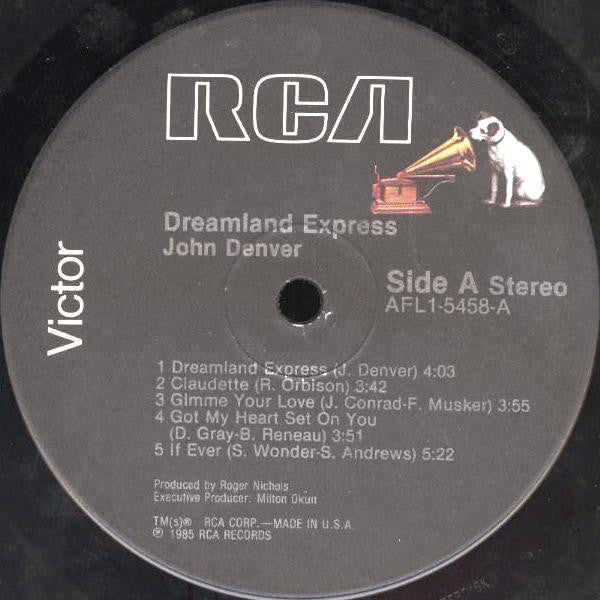 RCA
Dreamland Express
John Denver
Victor
Side A Stereo
AFL1-5458-A
1 Dreamland Express (J. Denver) 4:03
2 Claudette (R. Orbison) 3:42
3 Gimme Your Love (J. Conrad-F. Musker) 3:55
4 Got My Heart Set On You
(D. Gray-B. Reneau) 3:51
5 If Ever (S. Wonder-S. Andrews) 5:22
Produced by Roger Nichols
Executive Producer: Milton Okun
TM(s)® RCA CORP.—MADE IN U.S.A.
℗ 1985 RCA RECORDS